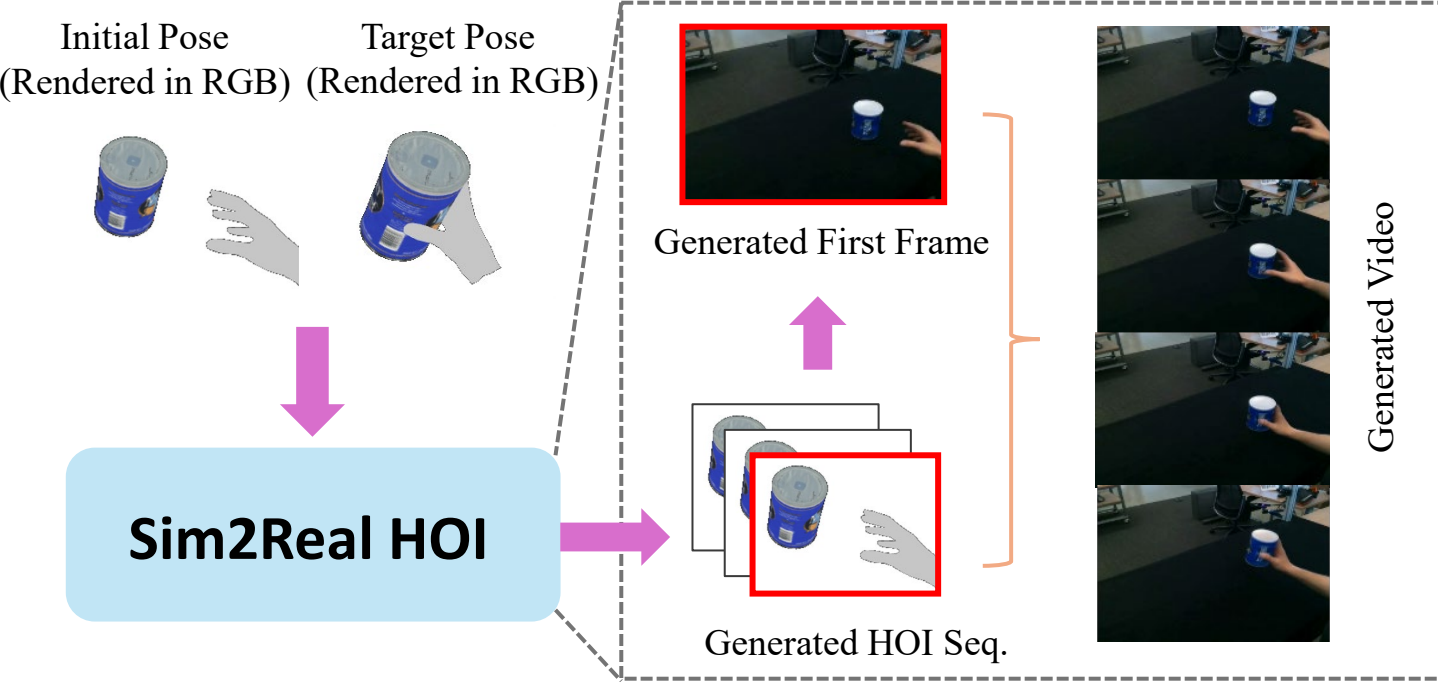 Initial Pose
(Rendered in RGB)
Target Pose
(Rendered in RGB)
Sim2Real HOI
Generated First Frame
Generated HOI Seq.
Generated Video